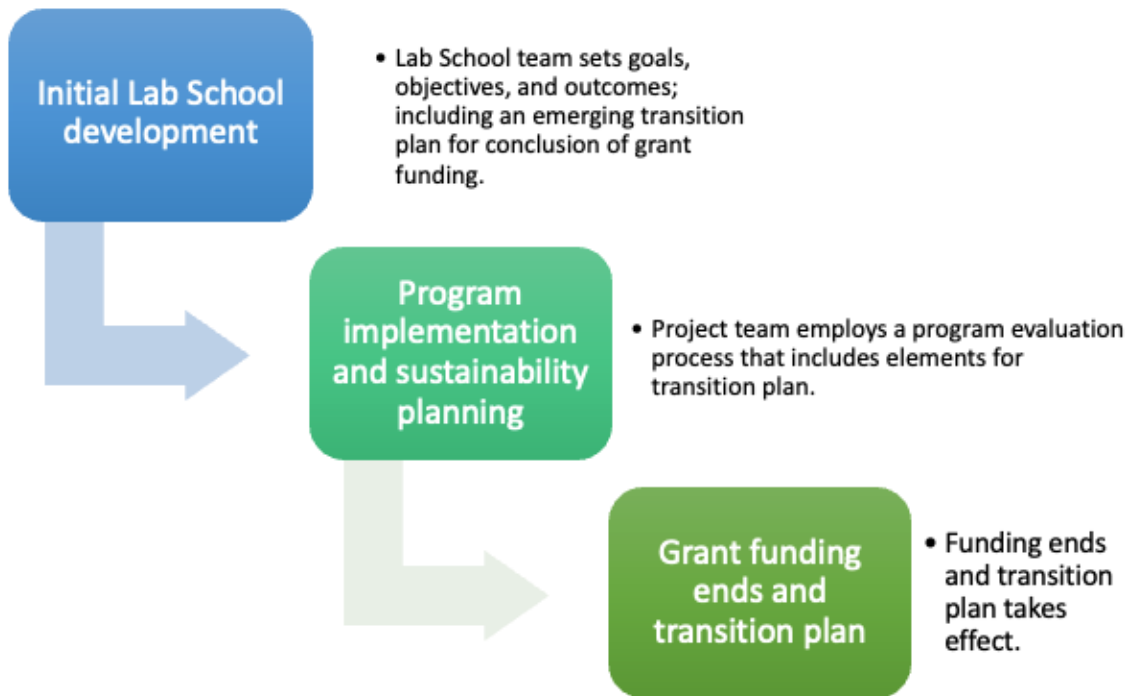 Initial Lab School
development
• Lab School team sets goals,
objectives, and outcomes;
including an emerging transition
plan for conclusion of grant
funding.
Program
implementation
and sustainability
planning
• Project team employs a program evaluation
process that includes elements for
transition plan.
Grant funding
ends and
transition plan
• Funding ends
and transition
plan takes
effect.